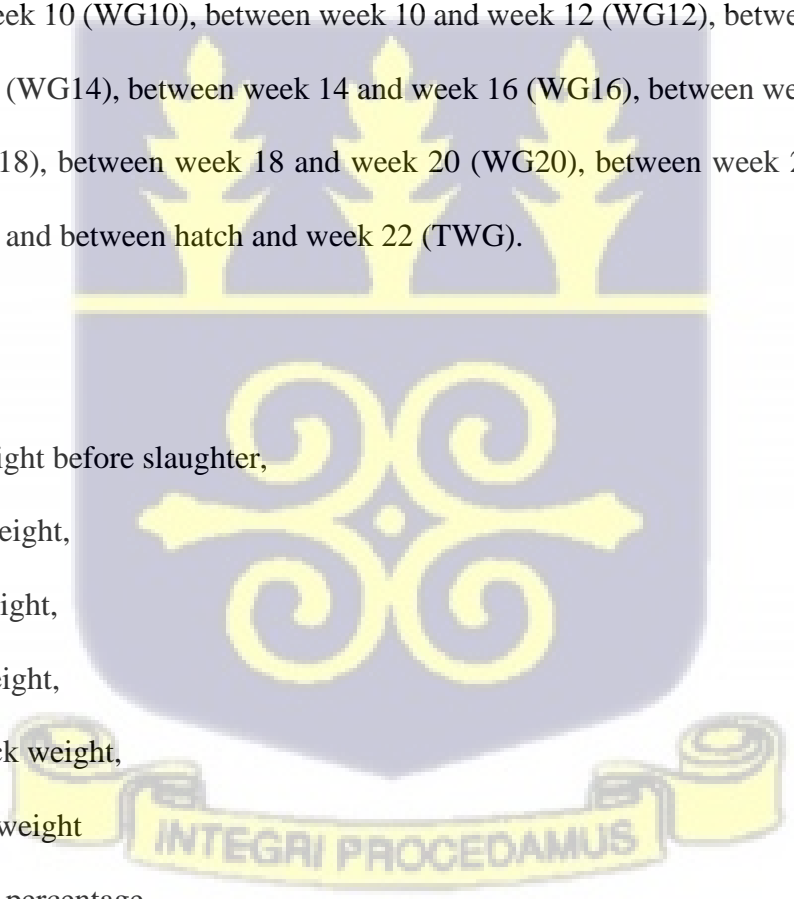 eek 10 (WG10), between week 10 and week 12 (WG12), betwe
(WG14), between week 14 and week 16 (WG16), between we
18), between week 18 and week 20 (WG20), between week 2
and between hatch and week 22 (TWG).
ight before slaughter,
eight,
ight,
eight,
ck weight,
weight
percentage
INTEGRI PROCEDAMUS